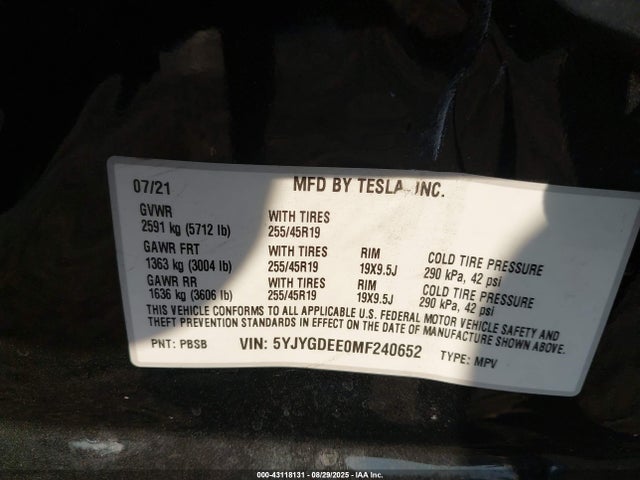 07/21 MFD BY TESLA, INC.
GVWR
2591 kg (5712 lb) WITH TIRES 255/45R19
GAWR FRT WITH TIRES RIM COLD TIRE PRESSURE
1363 kg (3004 lb) 255/45R19 19X9.5J 290 kPa, 42 psi
GAWR RR WITH TIRES RIM COLD TIRE PRESSURE
1636 kg (3606 lb) 255/45R19 19X9.5J 290 kPa, 42 psi
THIS VEHICLE CONFORMS TO ALL APPLICABLE U.S. FEDERAL MOTOR VEHICLE SAFETY AND
THEFT PREVENTION STANDARDS IN EFFECT ON THE DATE OF MANUFACTURE SHOWN ABOVE.
PNT: PBSB VIN: 5YJYGDEE0MF240652 TYPE: MPV
000-43118131 - 08/29/2025 - IAA Inc.